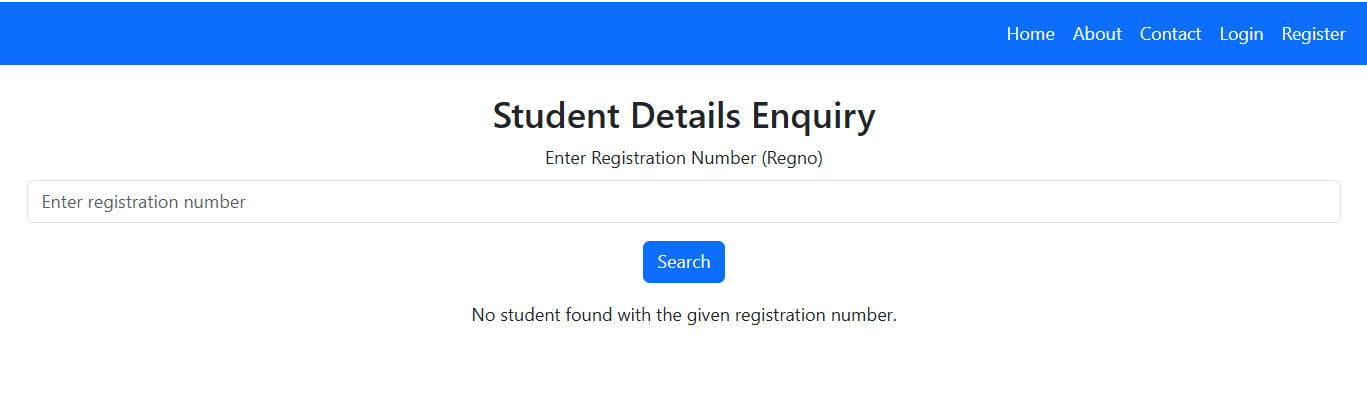 Home About Contact Login Register
Student Details Enquiry
Enter Registration Number (Regno)
Enter registration number
Search
No student found with the given registration number.